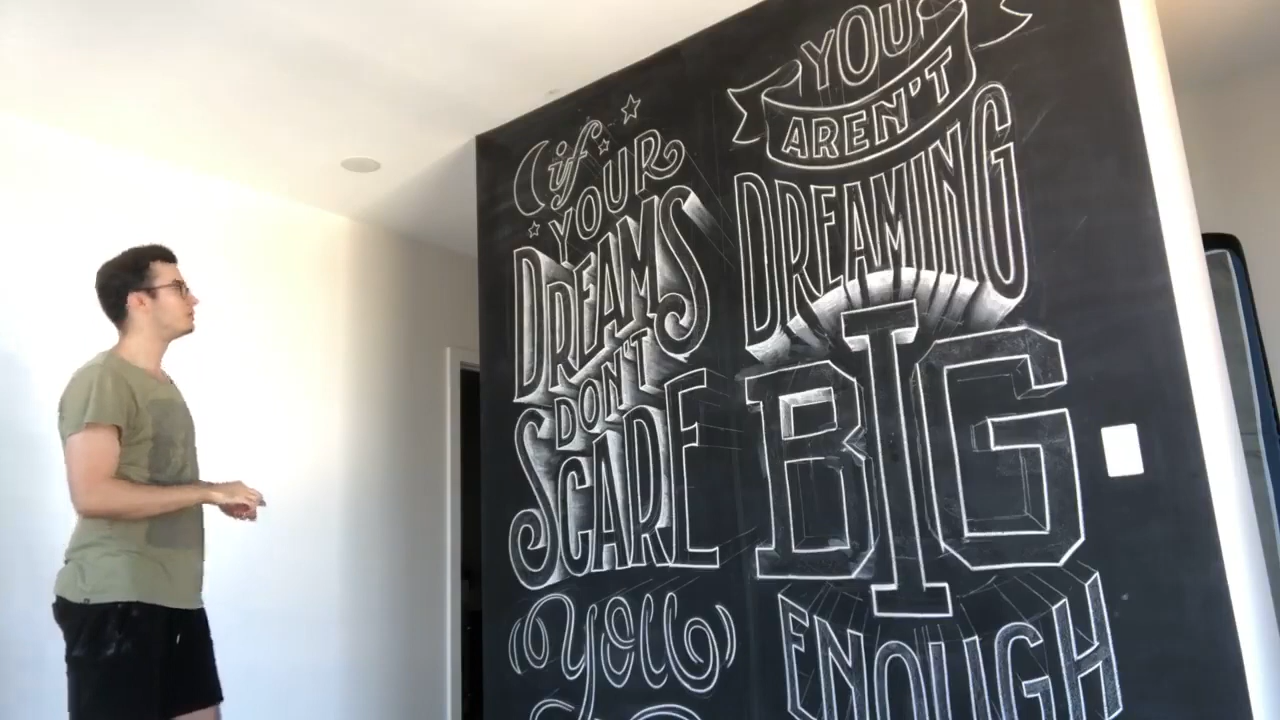 if
YOUR
DREAMS
DON'T
SCARE
You
YOU
AREN'T
DREAMING
BIG
ENOUGH